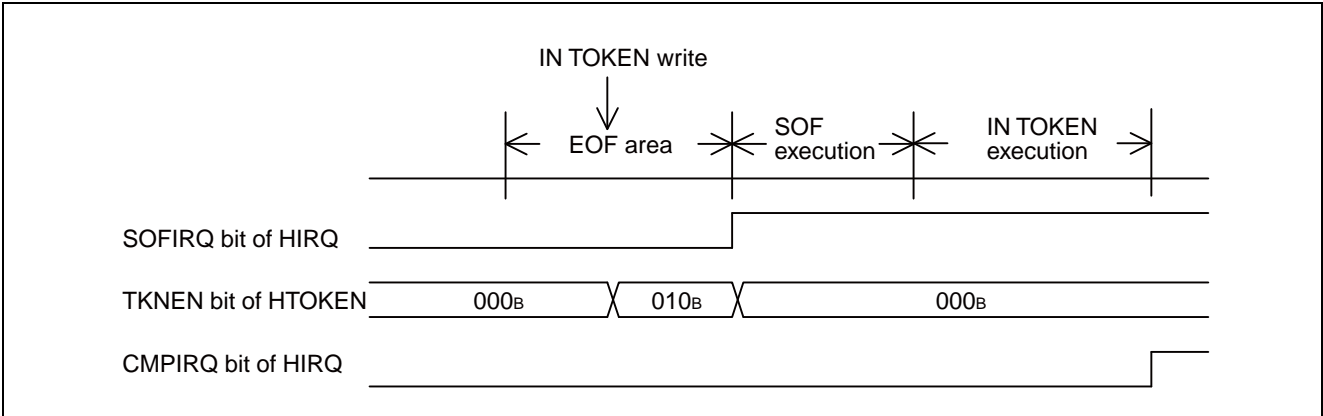 IN TOKEN write
EOF area
SOF
execution
IN TOKEN
execution
SOFIRQ bit of HIRQ
TKNEN bit of HTOKEN
000B
010B
000B
CMPIRQ bit of HIRQ